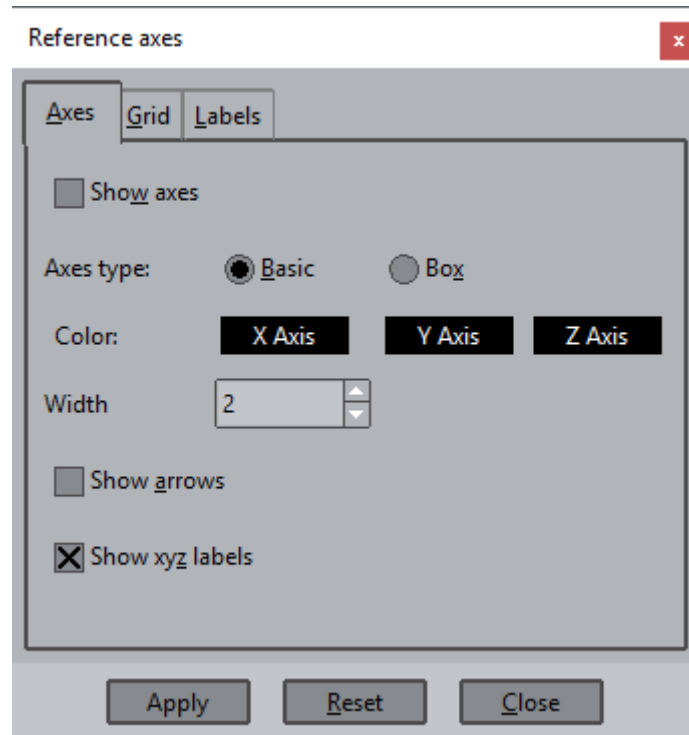 Reference axes
x
Axes Grid Labels
Show axes
Axes type: Basic Box
Color: X Axis Y Axis Z Axis
Width 2
Show arrows
Show xyz labels
Apply Reset Close